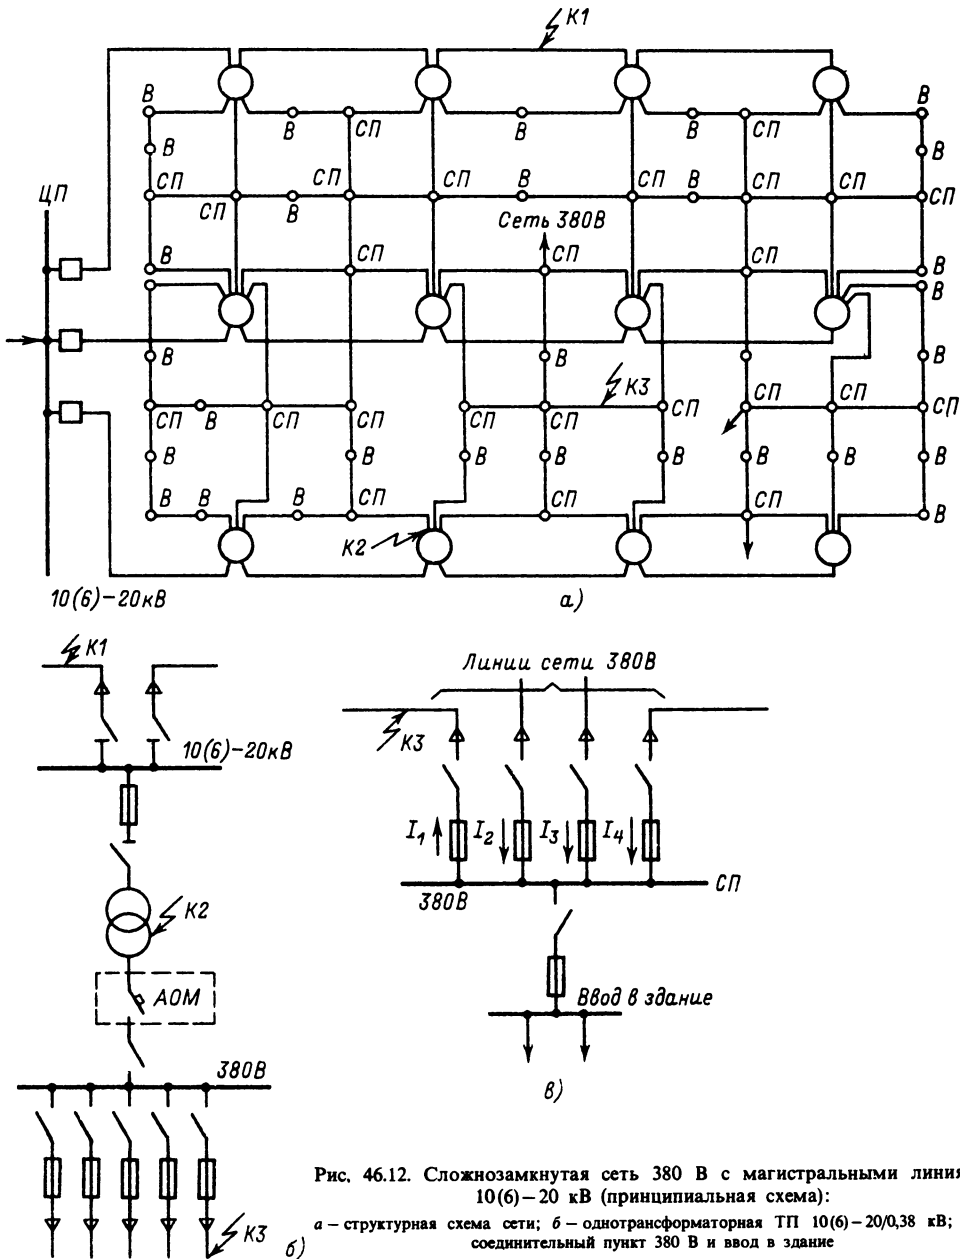 К1
В В
В СП В В СП
В В
ЦП СП СП В СП СП В СП В СП СП СП
Сеть 380В
В СП СП СП В
В
В В В
К3
СП В СП СП СП СП СП СП СП
В В В В В В В В
В В В СП СП СП В
К2
10(6)−20кВ
а)
К1
10(6)−20кВ
К2
АОМ
380В
К3
б)
Линии сети 380В
К3
I₁ I₂ I₃ I₄
380В СП
Ввод в здание
в)
Рис. 46.12. Сложнозамкнутая сеть 380 В с магистральными линия
10(6)−20 кВ (принципиальная схема):
а − структурная схема сети; б − однотрансформаторная ТП 10(6)−20/0,38 кВ;
соединительный пункт 380 В и ввод в здание